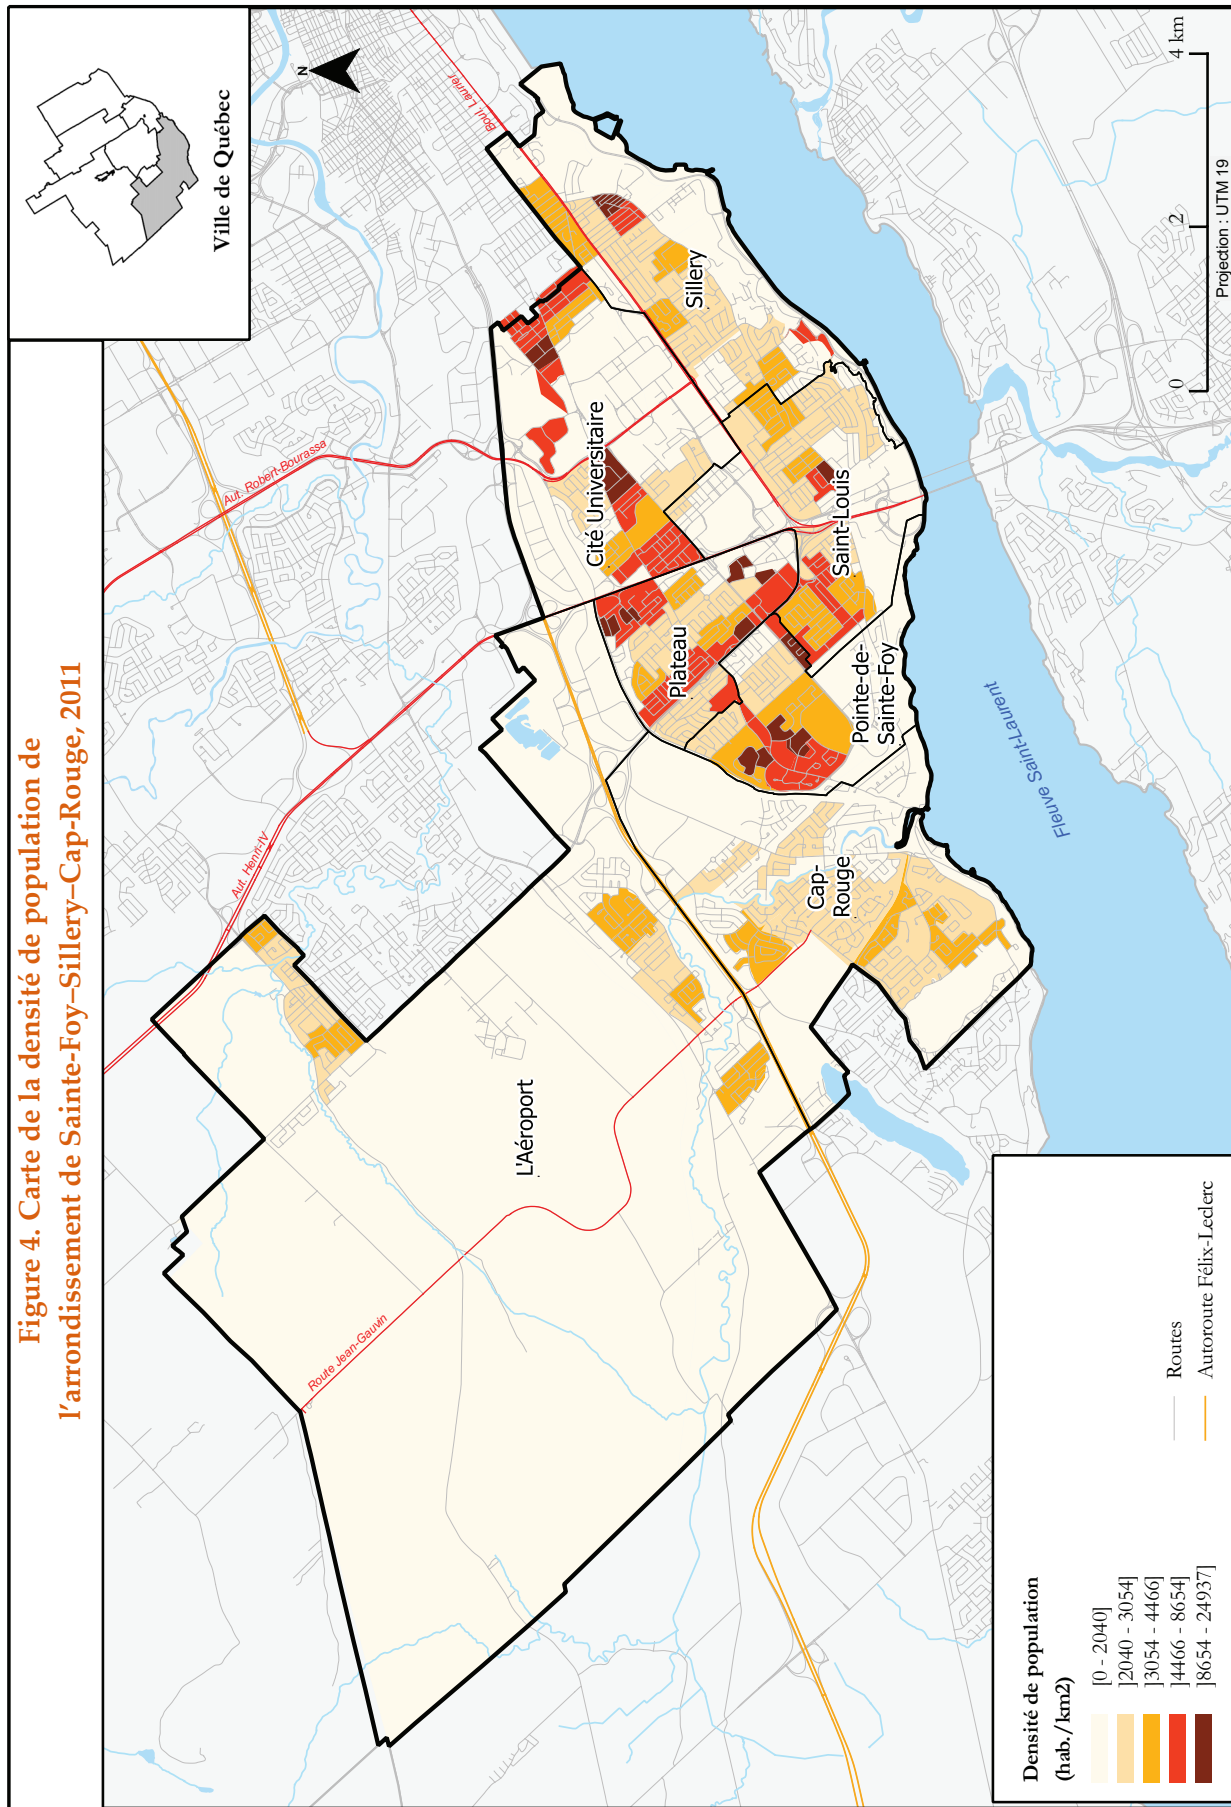 Figure 4. Carte de la densité de population de
l'arrondissement de Sainte-Foy–Sillery–Cap-Rouge, 2011
Ville de Québec
N
Boul. Laurier
Aut. Robert-Bourassa
Aut. Henri-IV
Route Jean-Gauvin
L'Aéroport
Cité Universitaire
Sillery
Plateau
Saint-Louis
Pointe-de-
Sainte-Foy
Cap-
Rouge
Fleuve Saint-Laurent
Densité de population
(hab./km2)
[0 - 2040]
]2040 - 3054]
]3054 - 4466]
]4466 - 8654]
]8654 - 24937]
Routes
Autoroute Félix-Leclerc
0 2 4 km
Projection : UTM 19